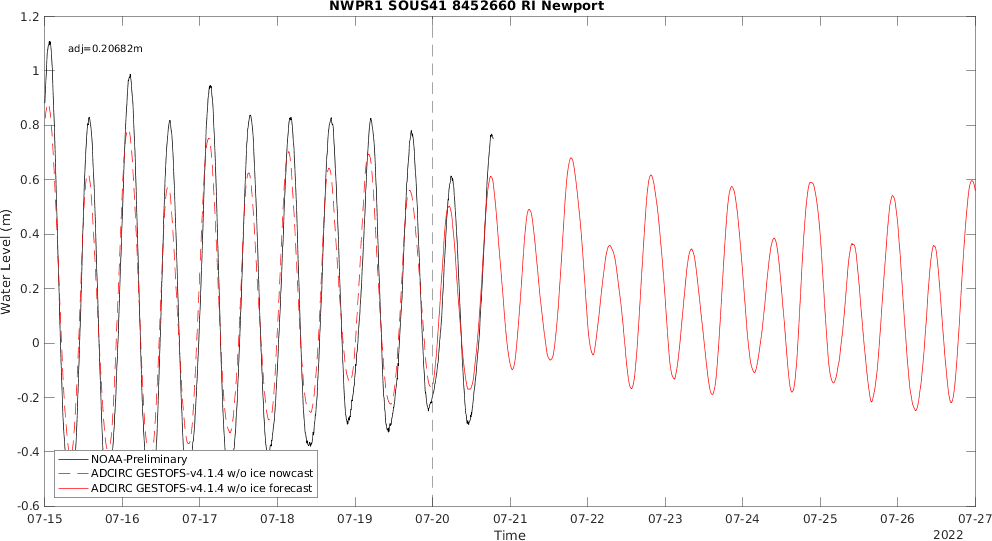 NWPR1 SOUS41 8452660 RI Newport
adj=0.20682m
Water Level (m)
1.2
1
0.8
0.6
0.4
0.2
0
-0.2
-0.4
-0.6
NOAA-Preliminary
ADCIRC GESTOFS-v4.1.4 w/o ice nowcast
ADCIRC GESTOFS-v4.1.4 w/o ice forecast
07-15 07-16 07-17 07-18 07-19 07-20 07-21 07-22 07-23 07-24 07-25 07-26 07-27
Time
2022